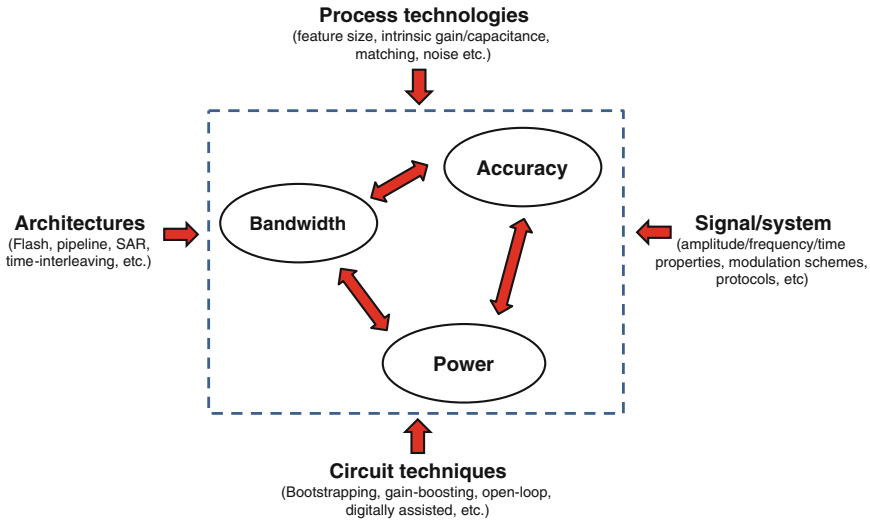 Process technologies
(feature size, intrinsic gain/capacitance,
matching, noise etc.)
Accuracy
Bandwidth
Architectures
(Flash, pipeline, SAR,
time-interleaving, etc.)
Signal/system
(amplitude/frequency/time
properties, modulation schemes,
protocols, etc)
Power
Circuit techniques
(Bootstrapping, gain-boosting, open-loop,
digitally assisted, etc.)